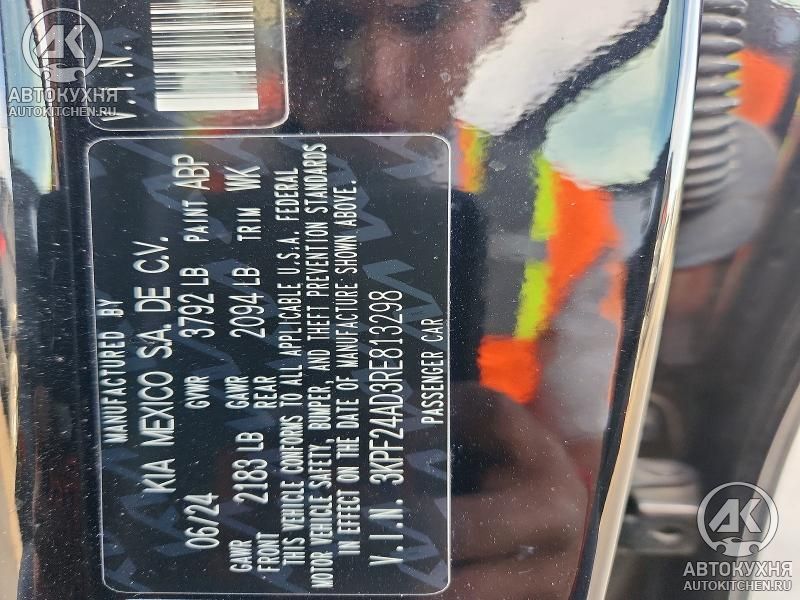 V.I.N.
MANUFACTURED BY
KIA MEXICO S.A. DE C.V.
06/24 GVWR 3792 LB PAINT ABP
GAWR FRONT 2183 LB GAWR REAR 2094 LB TRIM WK
THIS VEHICLE CONFORMS TO ALL APPLICABLE U.S.A. FEDERAL
MOTOR VEHICLE SAFETY, BUMPER, AND THEFT PREVENTION STANDARDS
IN EFFECT ON THE DATE OF MANUFACTURE SHOWN ABOVE.
V.I.N. 3KPF24AD3RE813298
PASSENGER CAR
АК
АВТОКУХНЯ
AUTOKITCHEN.RU
АК
АВТОКУХНЯ
AUTOKITCHEN.RU